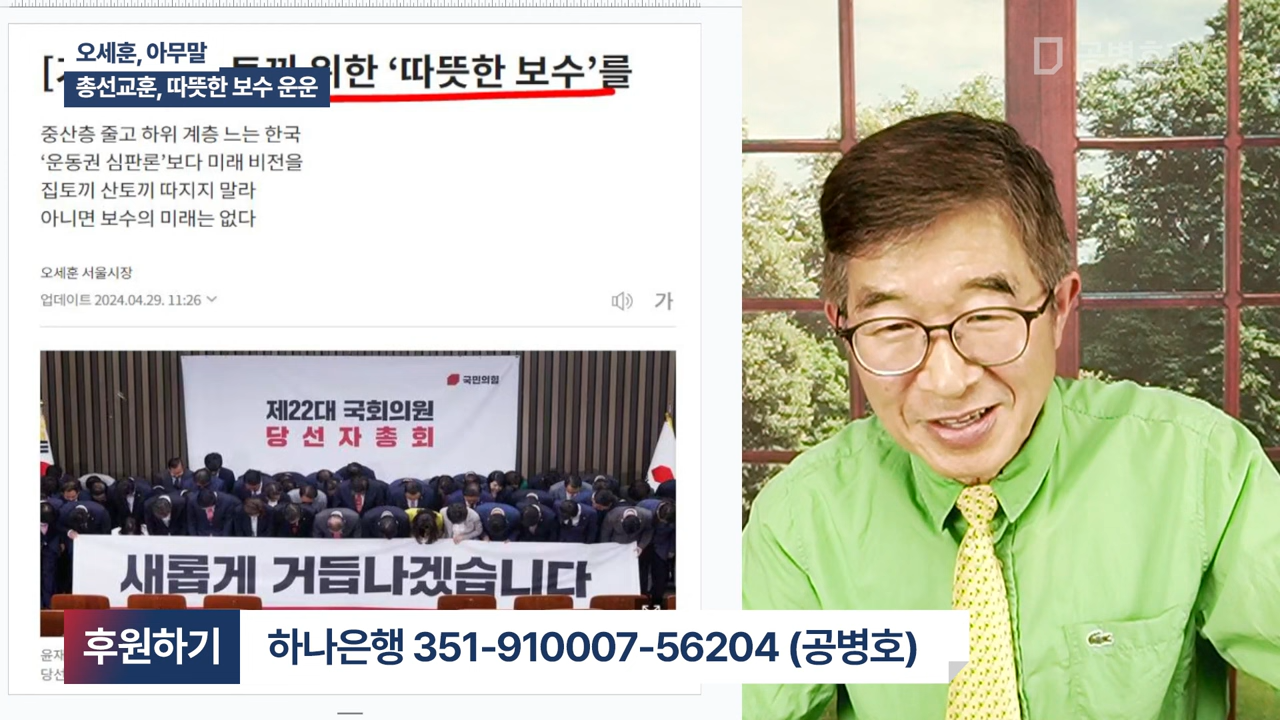 오세훈, 아무말
총선교훈, 따뜻한 보수 운운
위한 ‘따뜻한 보수’를
중산층 줄고 하위 계층 느는 한국
‘운동권 심판론’보다 미래 비전을
집토끼 산토끼 따지지 말라
아니면 보수의 미래는 없다
오세훈 서울시장
업데이트 2024.04.29. 11:26
가
국민의힘
제22대 국회의원
당선자총회
새롭게 거듭나겠습니다
후원하기
하나은행 351-910007-56204 (공병호)